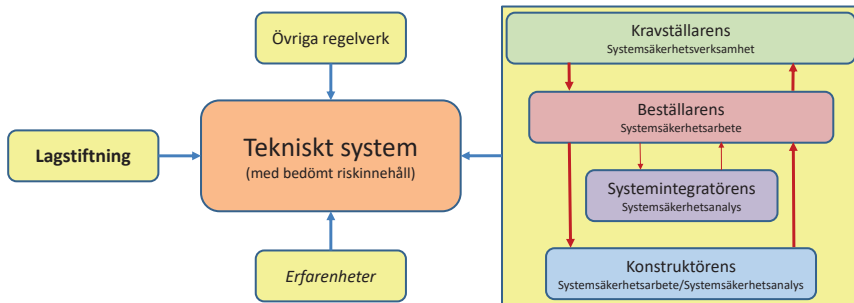 Övriga regelverk
Lagstiftning
Tekniskt system
(med bedömt riskinnehåll)
Erfarenheter
Kravställarens
Systemsäkerhetsverksamhet
Beställarens
Systemsäkerhetsarbete
Systemintegratörens
Systemsäkerhetsanalys
Konstruktörens
Systemsäkerhetsarbete/Systemsäkerhetsanalys